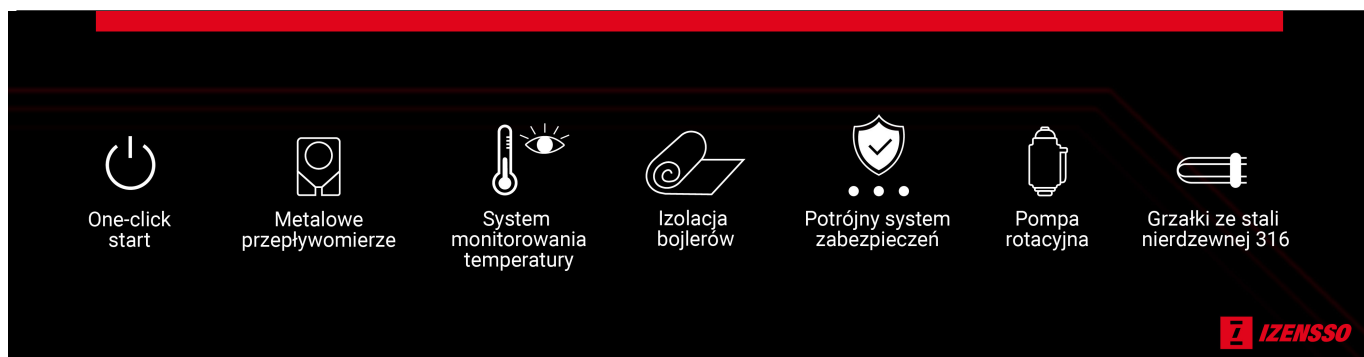 One-click
start
Metalowe
przepływomierze
System
monitorowania
temperatury
Izolacja
bojlerów
Potrójny system
zabezpieczeń
Pompa
rotacyjna
Grzałki ze stali
nierdzewnej 316
IZENSSO